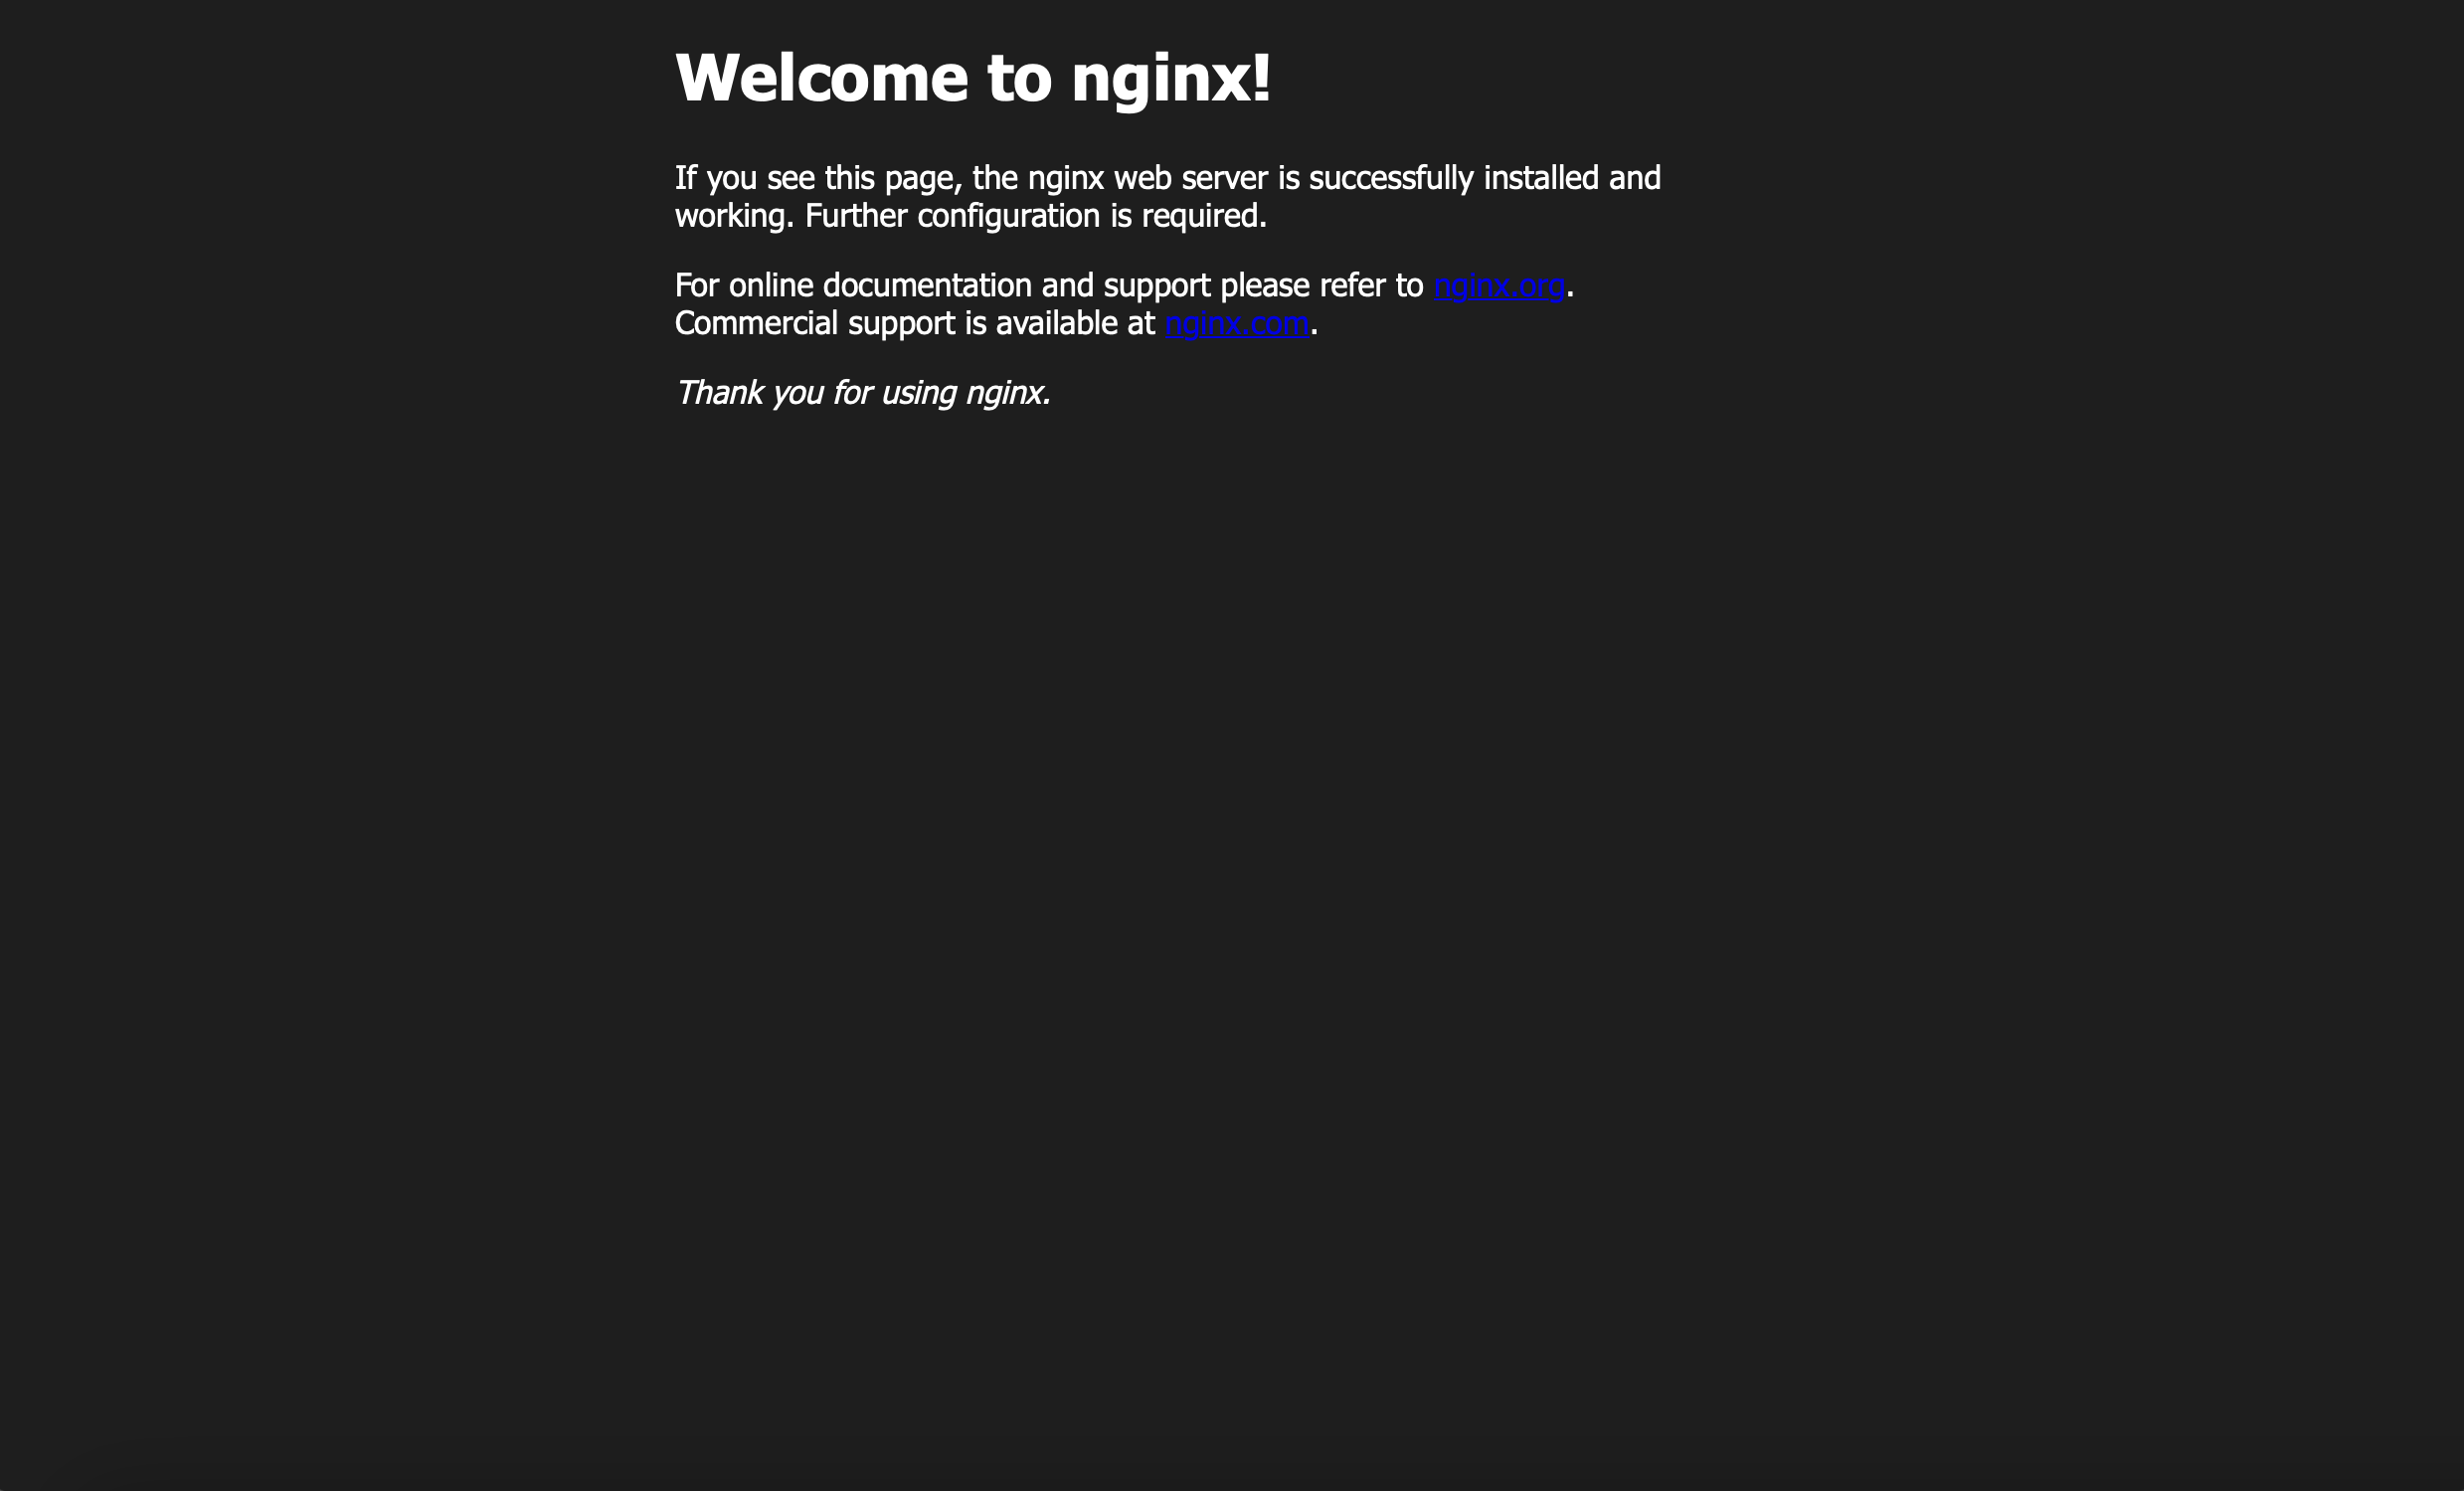 Welcome to nginx!
If you see this page, the nginx web server is successfully installed and
working. Further configuration is required.
For online documentation and support please refer to nginx.org.
Commercial support is available at nginx.com.
Thank you for using nginx.